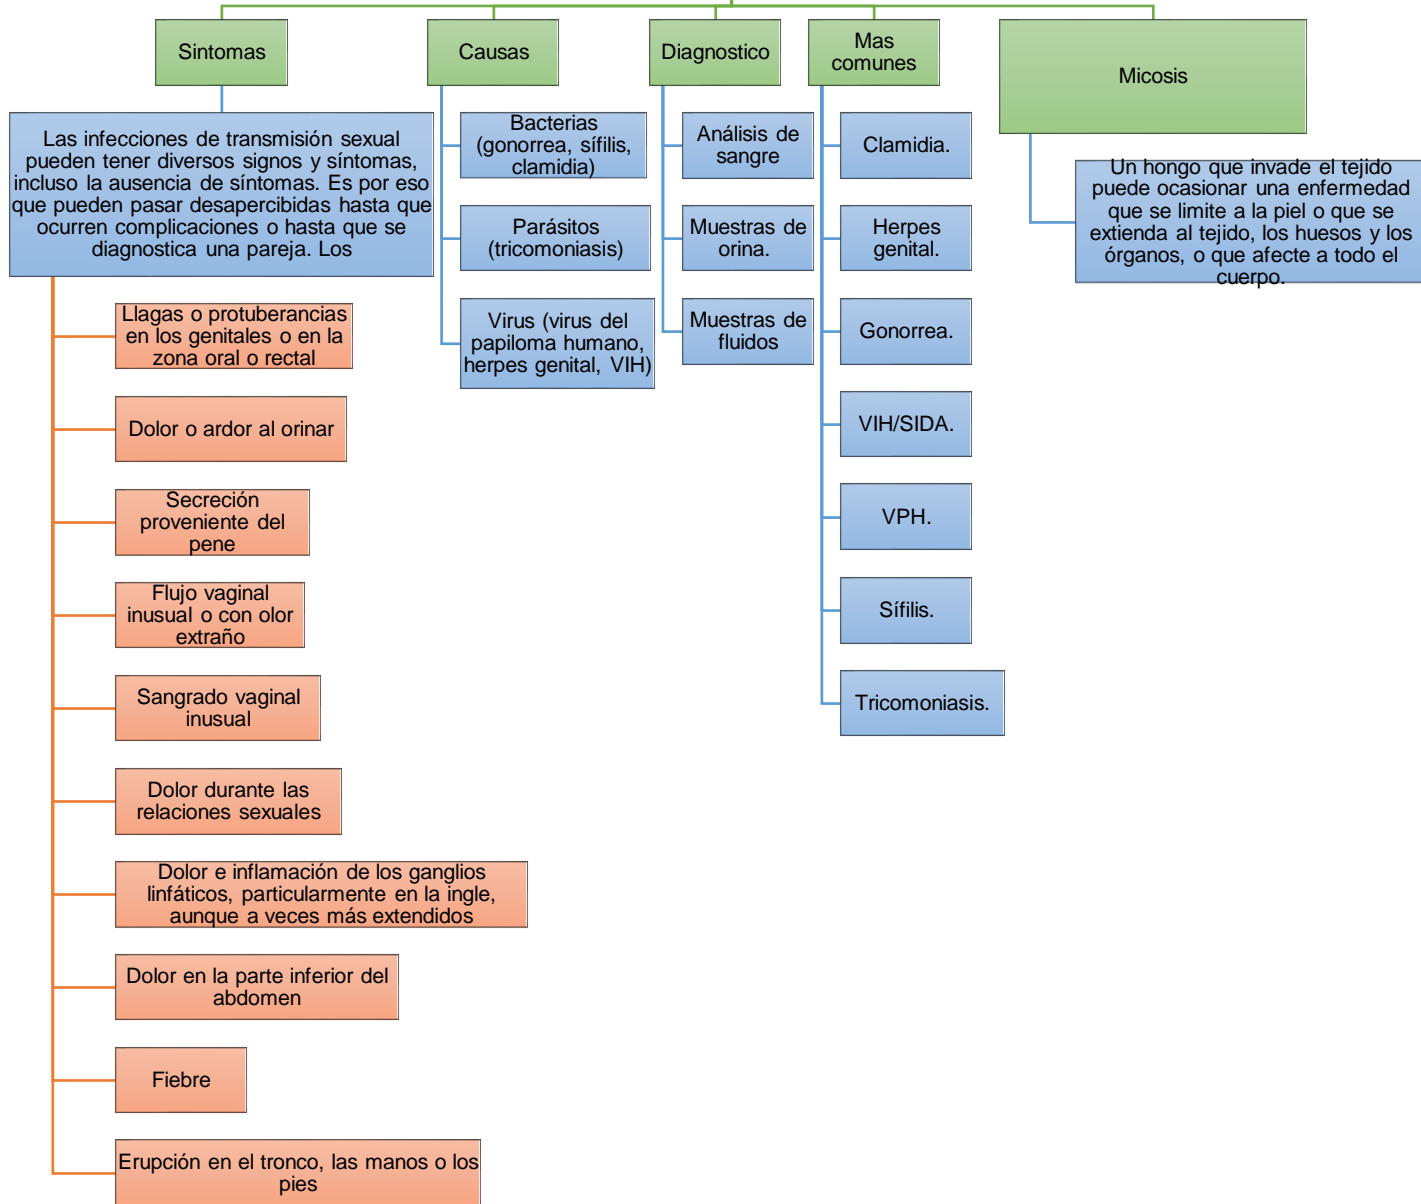 Sintomas
Las infecciones de transmisión sexual
pueden tener diversos signos y síntomas,
incluso la ausencia de síntomas. Es por eso
que pueden pasar desapercibidas hasta que
ocurren complicaciones o hasta que se
diagnostica una pareja. Los
Llagas o protuberancias
en los genitales o en la
zona oral o rectal
Dolor o ardor al orinar
Secreción
proveniente del
pene
Flujo vaginal
inusual o con olor
extraño
Sangrado vaginal
inusual
Dolor durante las
relaciones sexuales
Dolor e inflamación de los ganglios
linfáticos, particularmente en la ingle,
aunque a veces más extendidos
Dolor en la parte inferior del
abdomen
Fiebre
Erupción en el tronco, las manos o los
pies
Causas
Bacterias
(gonorrea, sífilis,
clamidia)
Parásitos
(tricomoniasis)
Virus (virus del
papiloma humano,
herpes genital, VIH)
Diagnostico
Análisis de
sangre
Muestras de
orina.
Muestras de
fluidos
Mas
comunes
Clamidia.
Herpes
genital.
Gonorrea.
VIH/SIDA.
VPH.
Sífilis.
Tricomoniasis.
Micosis
Un hongo que invade el tejido
puede ocasionar una enfermedad
que se limite a la piel o que se
extienda al tejido, los huesos y los
órganos, o que afecte a todo el
cuerpo.